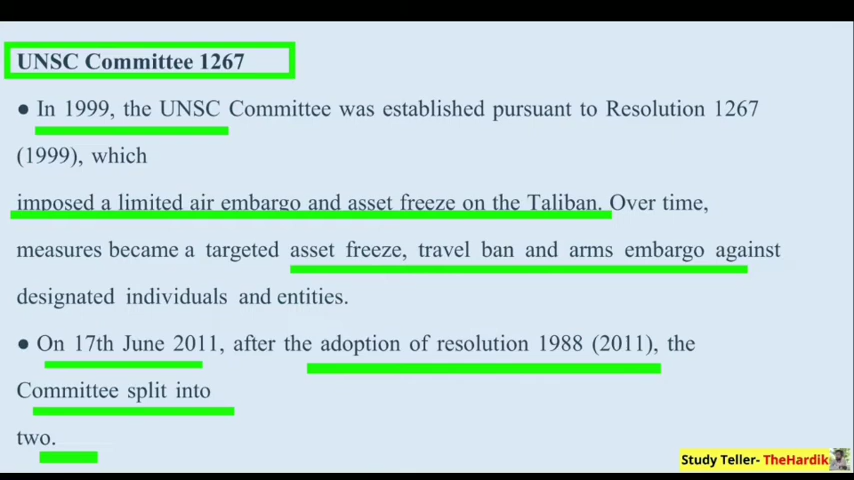 UNSC Committee 1267
● In 1999, the UNSC Committee was established pursuant to Resolution 1267
(1999), which
imposed a limited air embargo and asset freeze on the Taliban. Over time,
measures became a targeted asset freeze, travel ban and arms embargo against
designated individuals and entities.
● On 17th June 2011, after the adoption of resolution 1988 (2011), the
Committee split into
two.
Study Teller- TheHardik